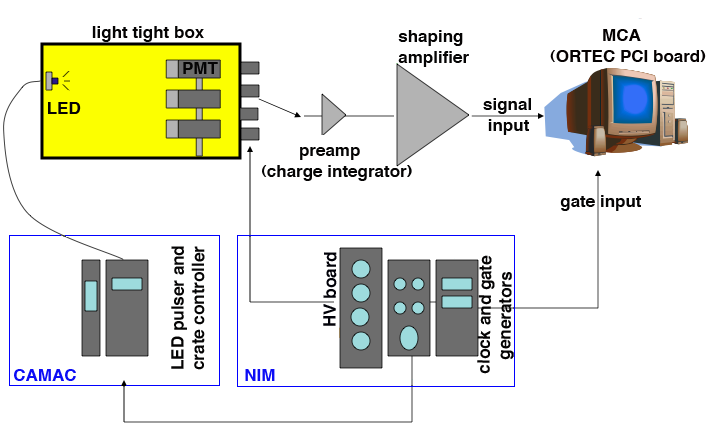 light tight box
PMT
LED
shaping
amplifier
preamp
(charge integrator)
signal
input
MCA
(ORTEC PCI board)
gate input
LED pulser and
crate controller
CAMAC
HV board
clock and gate
generators
NIM